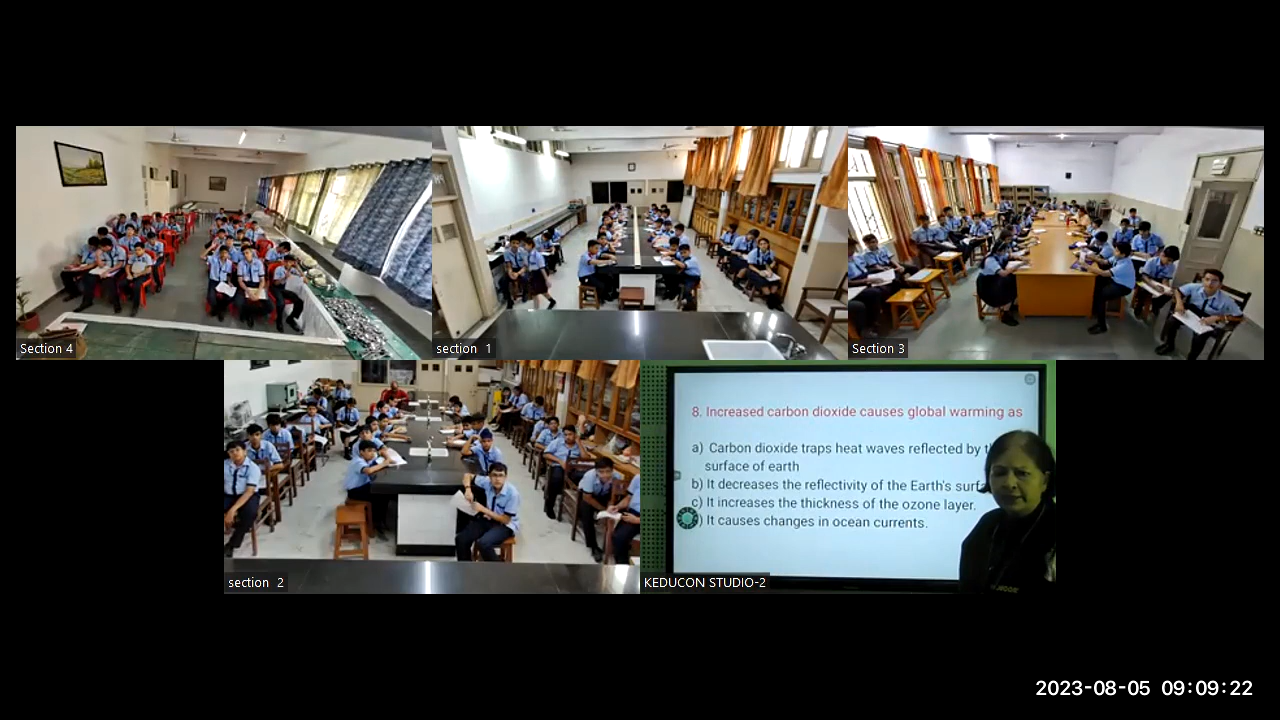 Section 4
section 1
Section 3
section 2
KEDUCON STUDIO-2
8. Increased carbon dioxide causes global warming as
a) Carbon dioxide traps heat waves reflected by
surface of earth
b) It decreases the reflectivity of the Earth's
c) It increases the thickness of the ozone layer.
) It causes changes in ocean currents.
2023-08-05 09:09:22